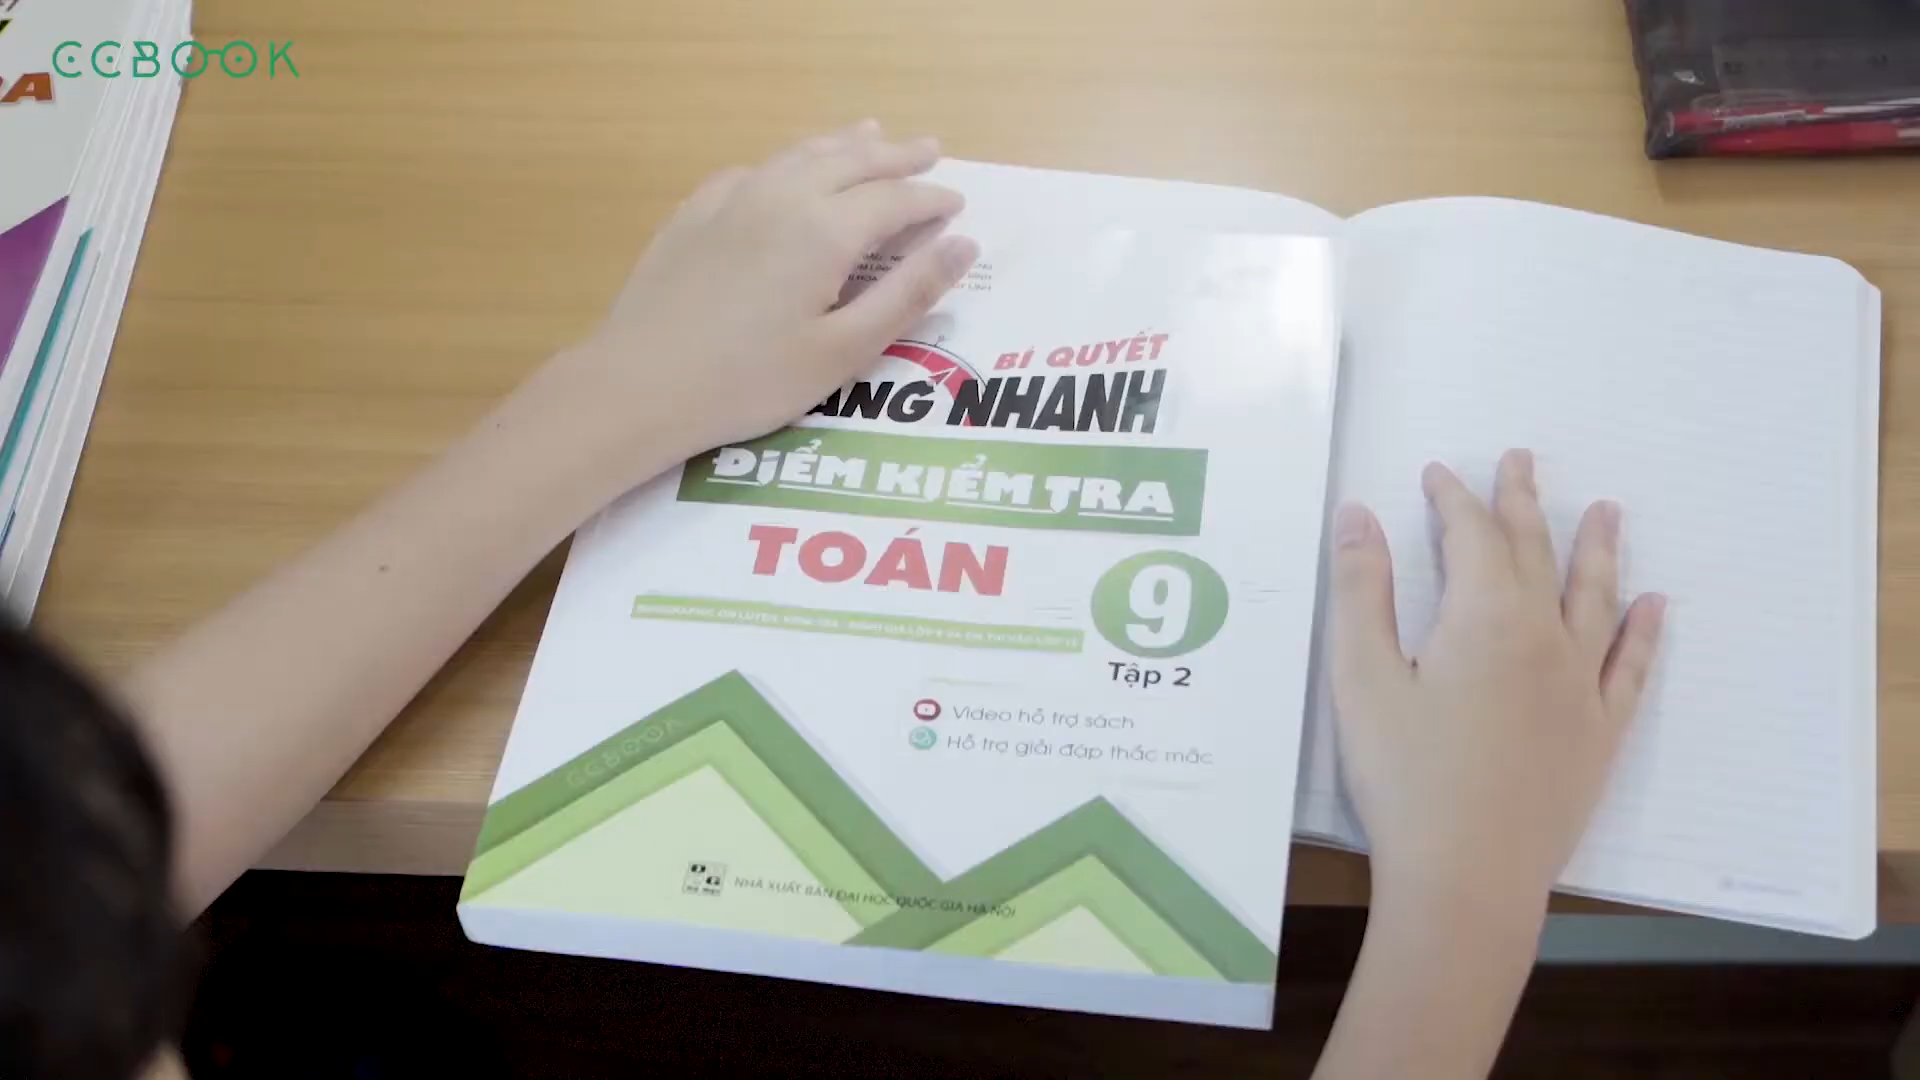 CCBOOK
BÍ QUYẾT
ĂNG NHANH
ĐIỂM KIỂM TRA
TOÁN
9
Tập 2
Video hỗ trợ sách
Hỗ trợ giải đáp thắc mắc
CCBOOK
NHÀ XUẤT BẢN ĐẠI HỌC QUỐC GIA HÀ NỘI